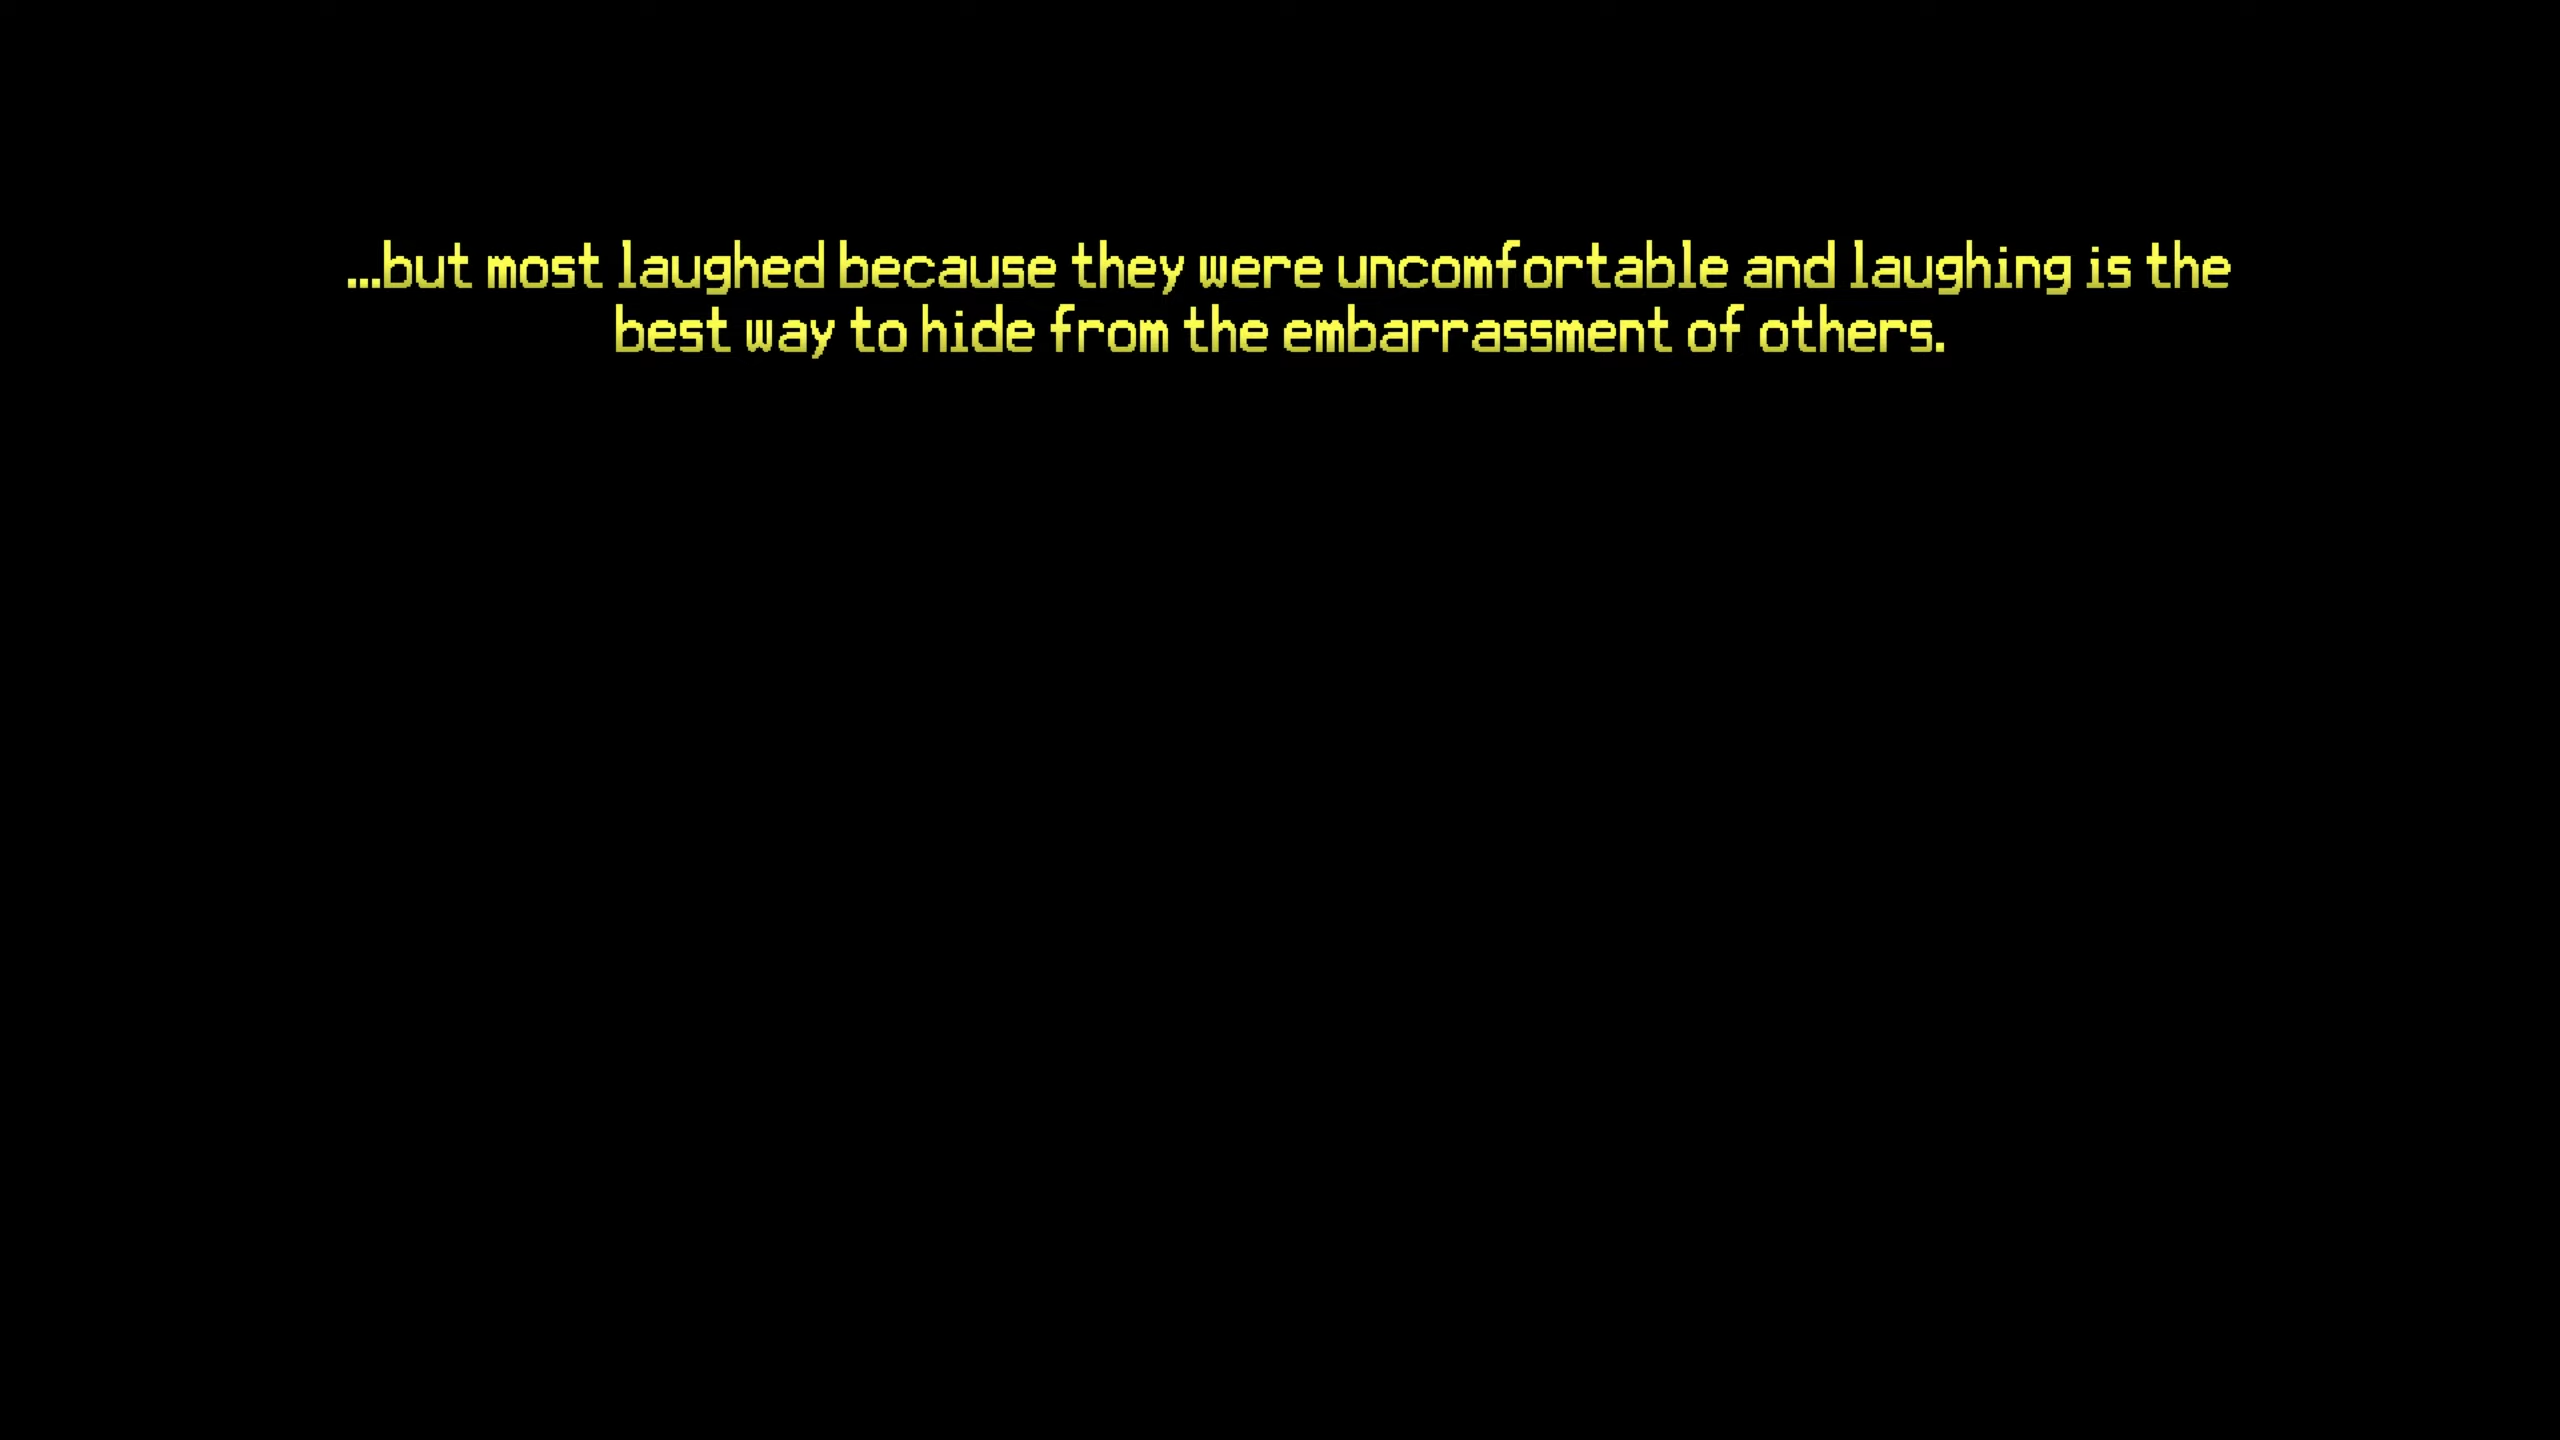 ...but most laughed because they were uncomfortable and laughing is the
best way to hide from the embarrassment of others.